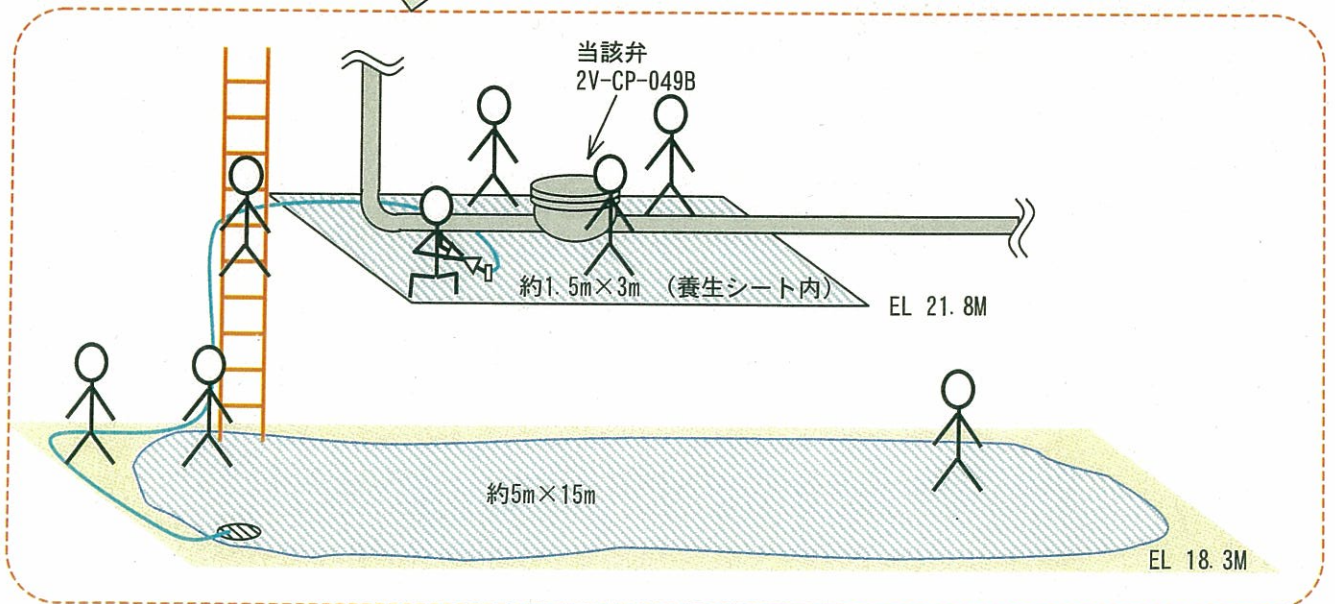 当該弁
2V-CP-049B
約1.5m×3m （養生シート内）
EL 21.8M
約5m×15m
EL 18.3M